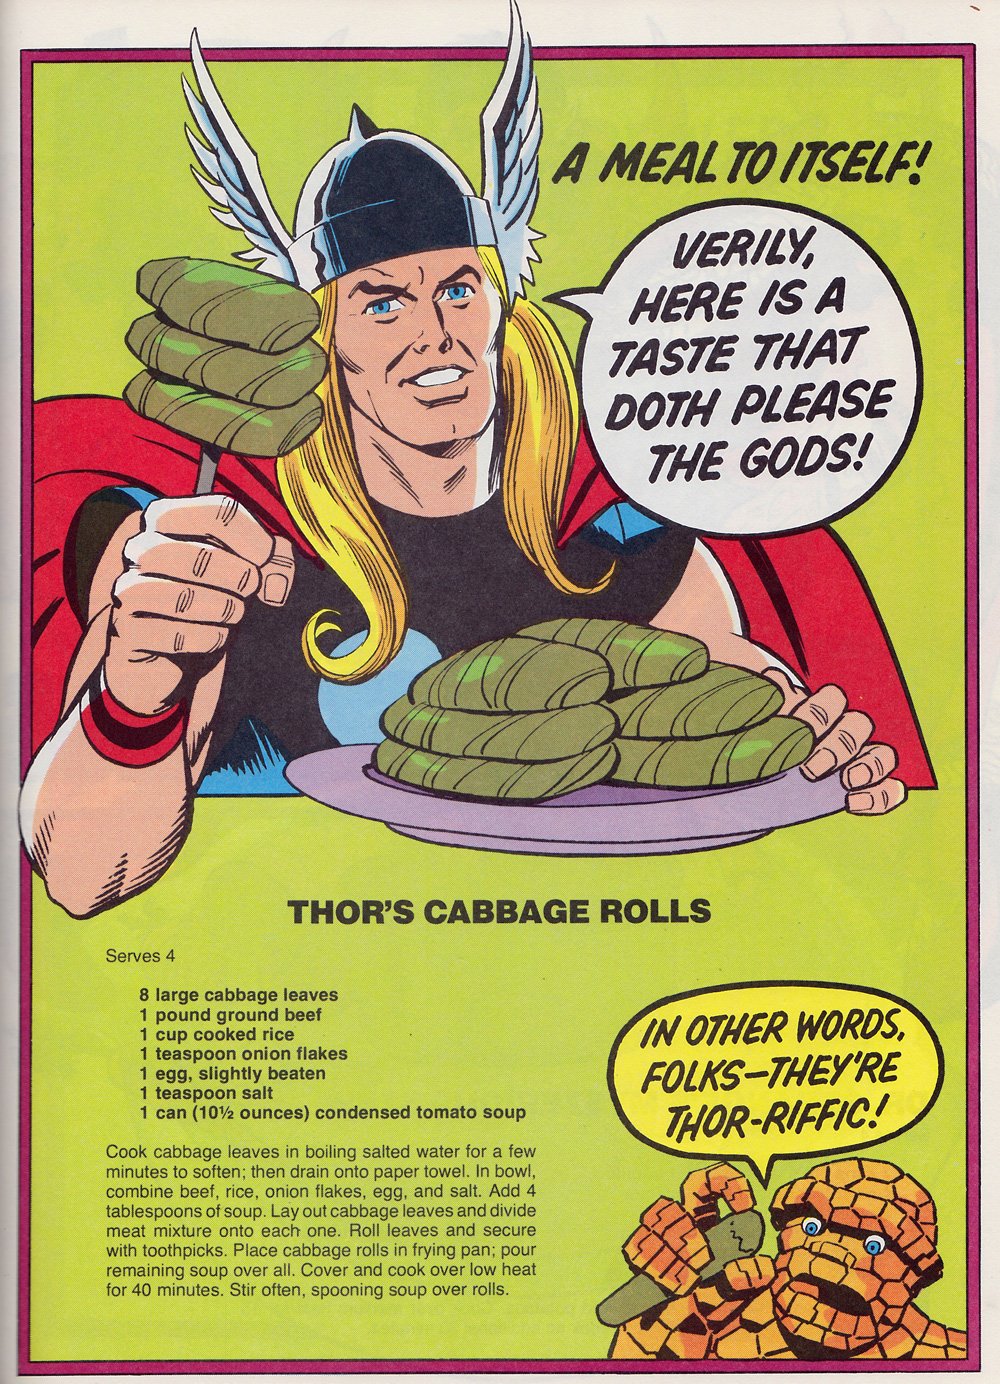 A MEAL TO ITSELF!
VERILY,
HERE IS A
TASTE THAT
DOTH PLEASE
THE GODS!
THOR'S CABBAGE ROLLS
Serves 4
8 large cabbage leaves
1 pound ground beef
1 cup cooked rice
1 teaspoon onion flakes
1 egg, slightly beaten
1 teaspoon salt
1 can (10½ ounces) condensed tomato soup
Cook cabbage leaves in boiling salted water for a few
minutes to soften; then drain onto paper towel. In bowl,
combine beef, rice, onion flakes, egg, and salt. Add 4
tablespoons of soup. Lay out cabbage leaves and divide
meat mixture onto each one. Roll leaves and secure
with toothpicks. Place cabbage rolls in frying pan; pour
remaining soup over all. Cover and cook over low heat
for 40 minutes. Stir often, spooning soup over rolls.
IN OTHER WORDS,
FOLKS—THEY'RE
THOR-RIFFIC!